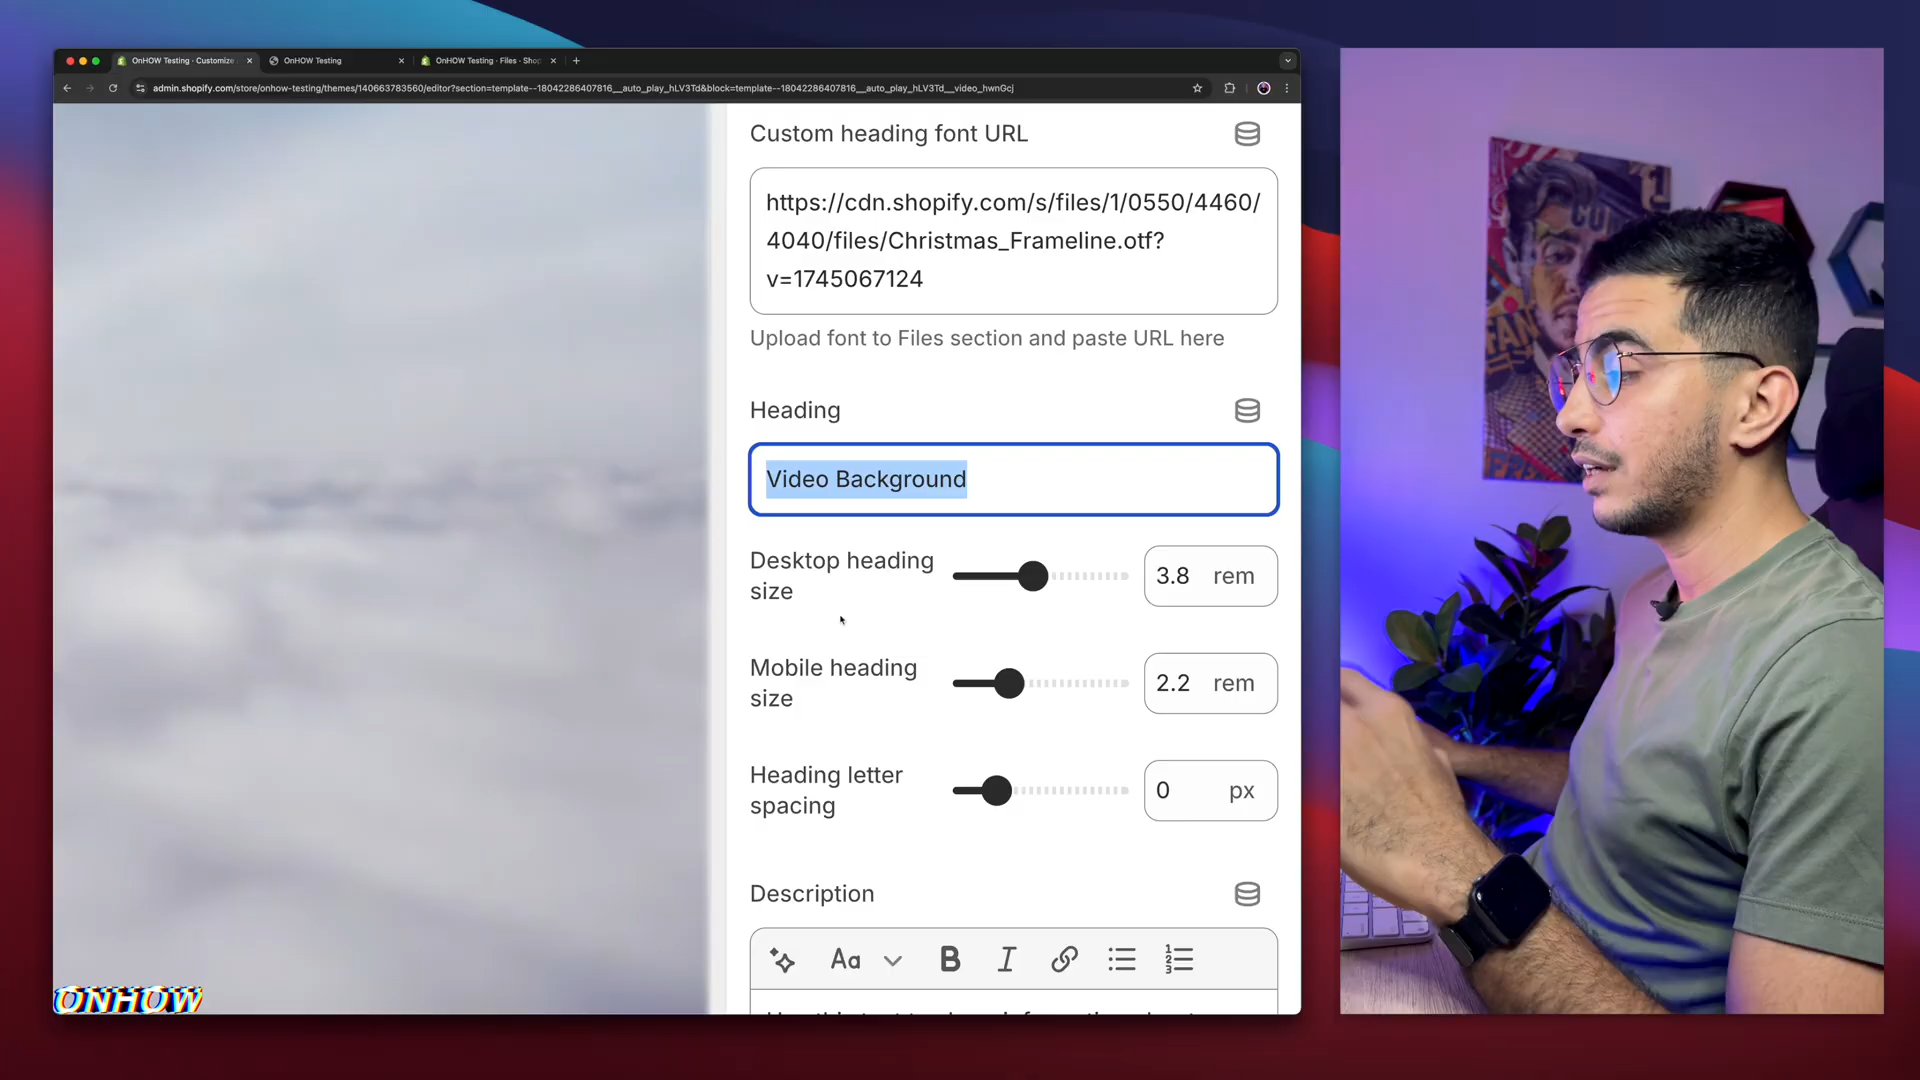 OnHOW Testing · Customize
OnHOW Testing
OnHOW Testing · Files · Shop
admin.shopify.com/store/onhow-testing/themes/140663783560/editor?section=template--18042286407816__auto_play_hLV3Td&block=template--18042286407816__auto_play_hLV3Td__video_hwnGcj
Custom heading font URL
https://cdn.shopify.com/s/files/1/0550/4460/
4040/files/Christmas_Frameline.otf?
v=1745067124
Upload font to Files section and paste URL here
Heading
Video Background
Desktop heading
size
3.8 rem
Mobile heading
size
2.2 rem
Heading letter
spacing
0 px
Description
Aa B I
ONHOW